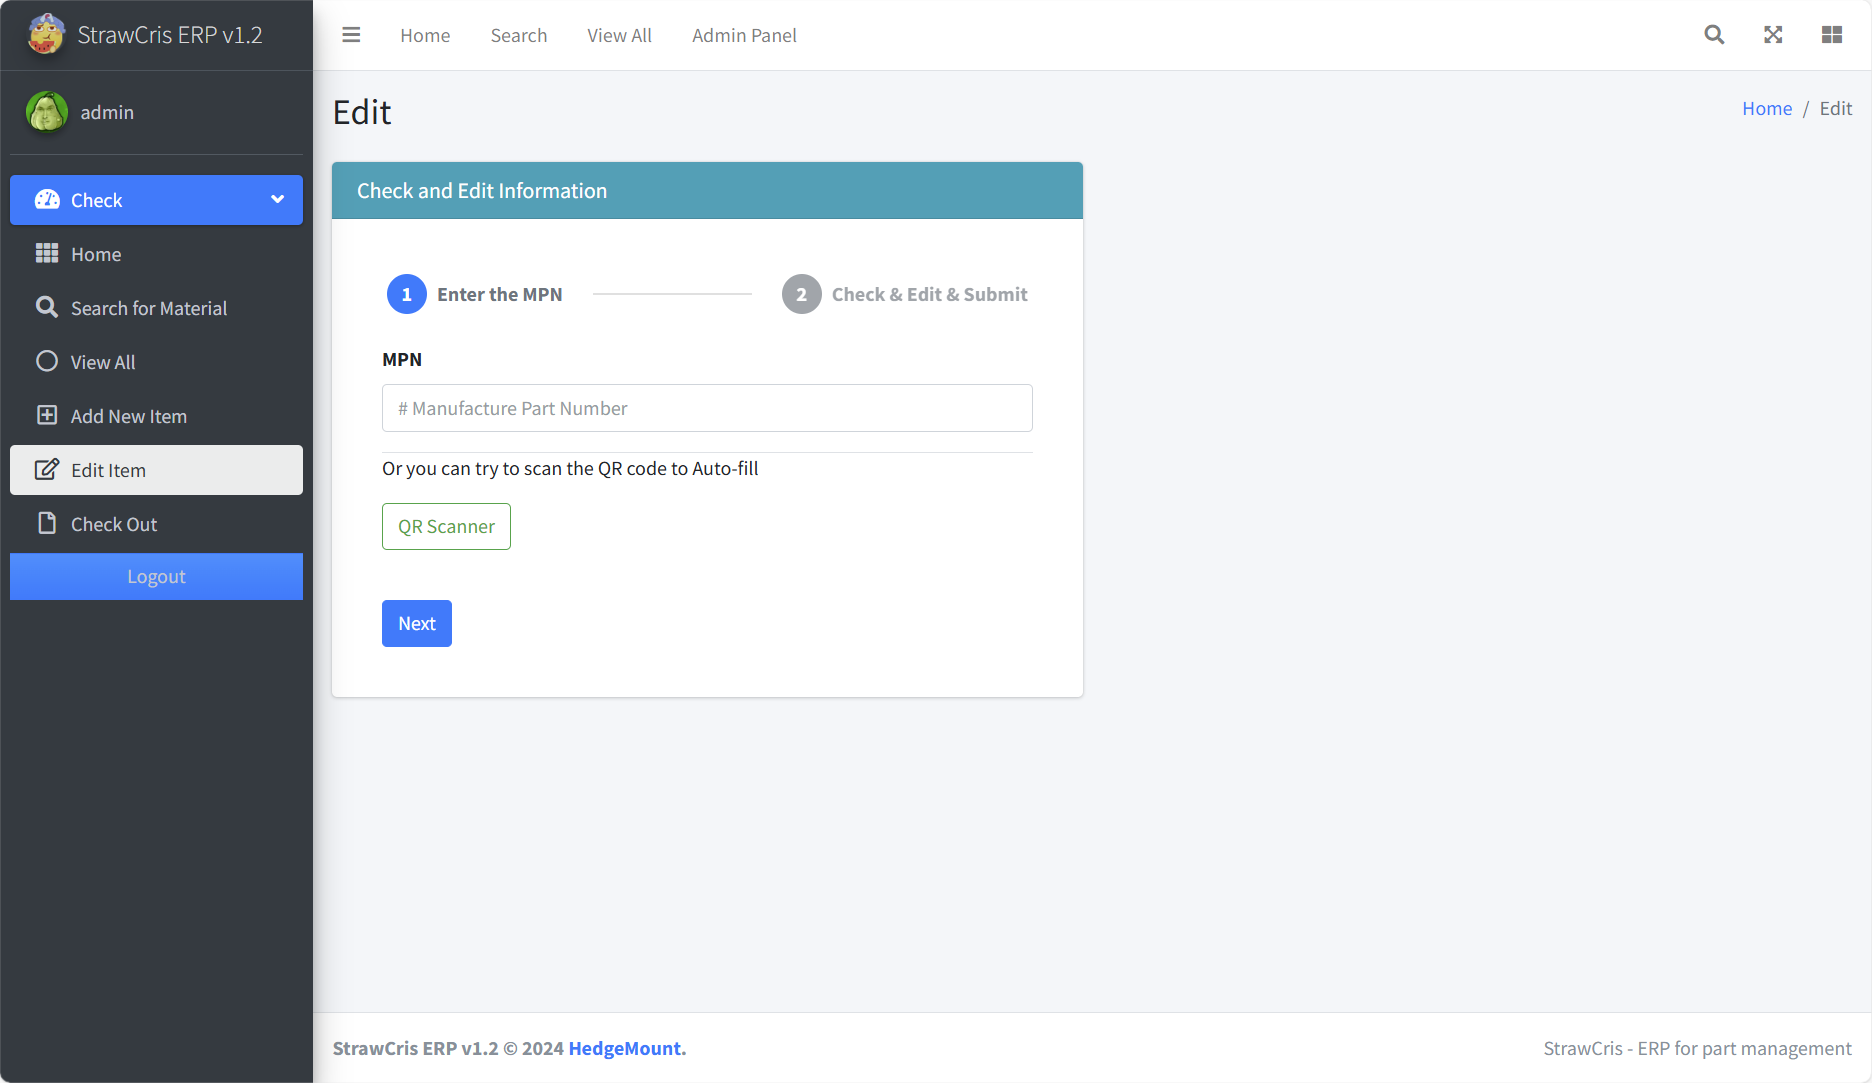 StrawCris ERP v1.2
Home Search View All Admin Panel
admin
Check
Home
Search for Material
View All
Add New Item
Edit Item
Check Out
Logout
Edit
Home / Edit
Check and Edit Information
1 Enter the MPN
2 Check & Edit & Submit
MPN
# Manufacture Part Number
Or you can try to scan the QR code to Auto-fill
QR Scanner
Next
StrawCris ERP v1.2 © 2024 HedgeMount.
StrawCris - ERP for part management